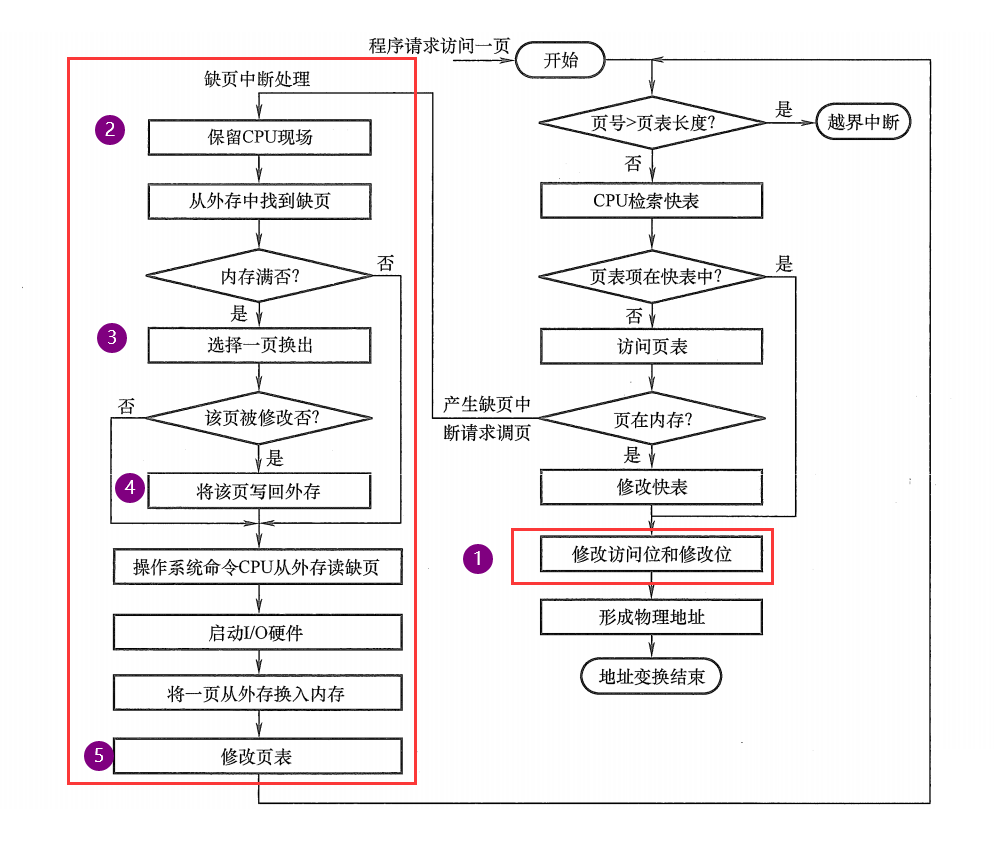 程序请求访问一页
开始
缺页中断处理
页号>页表长度?
是
越界中断
否
2
保留CPU现场
从外存中找到缺页
CPU检索快表
内存满否?
否
是
页表项在快表中?
是
否
3
选择一页换出
访问页表
该页被修改否?
否
是
产生缺页中
断请求调页
页在内存?
是
4
将该页写回外存
修改快表
1
修改访问位和修改位
操作系统命令CPU从外存读缺页
形成物理地址
启动I/O硬件
地址变换结束
将一页从外存换入内存
5
修改页表